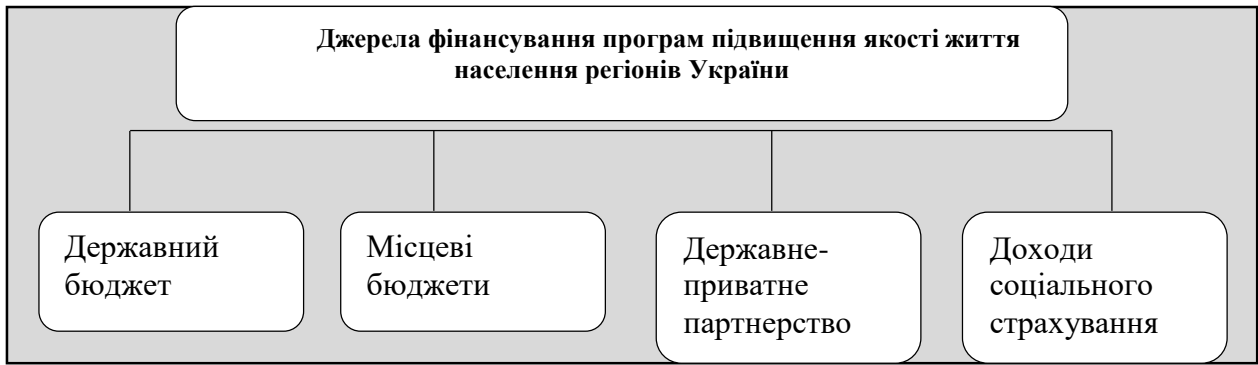 Джерела фінансування програм підвищення якості життя
населення регіонів України
Державний
бюджет
Місцеві
бюджети
Державне-
приватне
партнерство
Доходи
соціального
страхування